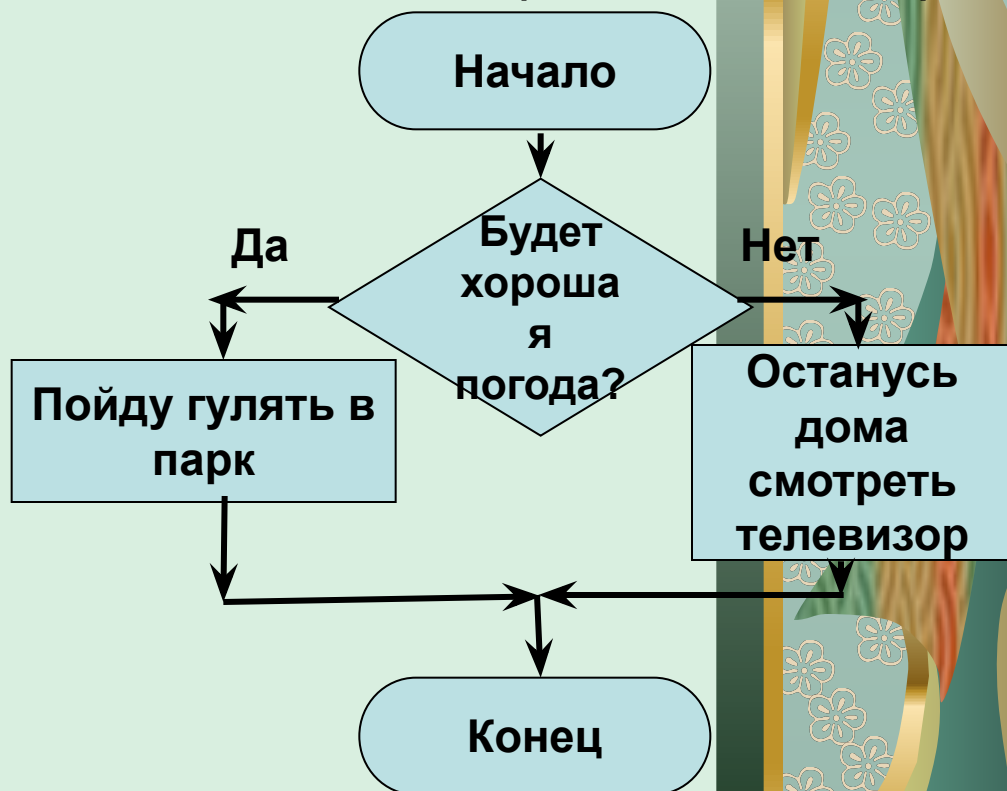 Начало
Да
Будет
хороша
я
погода?
Нет
Пойду гулять в
парк
Останусь
дома
смотреть
телевизор
Конец